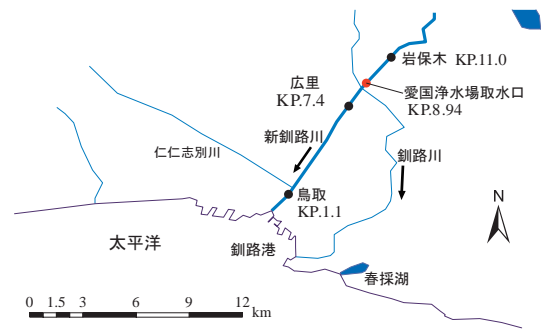 岩保木 KP.11.0
広里
KP.7.4
愛国浄水場取水口
KP.8.94
新釧路川
仁仁志別川
釧路川
鳥取
KP.1.1
N
太平洋
釧路港
春採湖
0 1.5 3 6 9 12
km